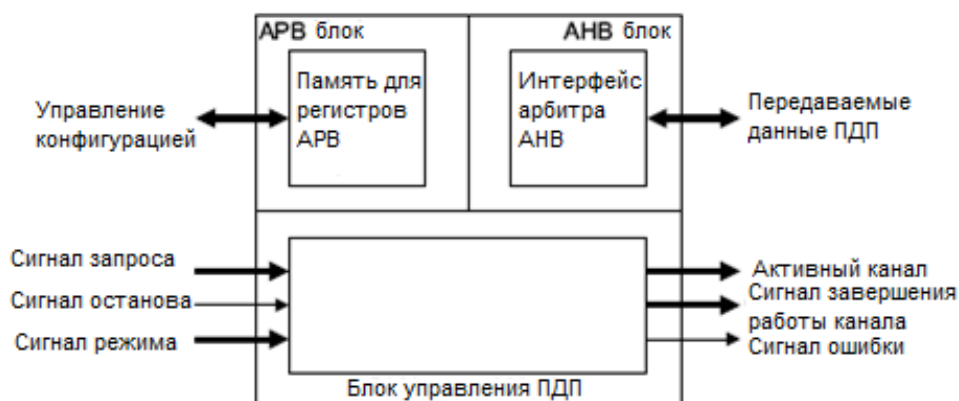 APB блок
AHB блок
Память для
регистров
APB
Интерфейс
арбитра
AHB
Управление
конфигурацией
Передаваемые
данные ПДП
Сигнал запроса
Сигнал останова
Сигнал режима
Активный канал
Сигнал завершения
работы канала
Сигнал ошибки
Блок управления ПДП